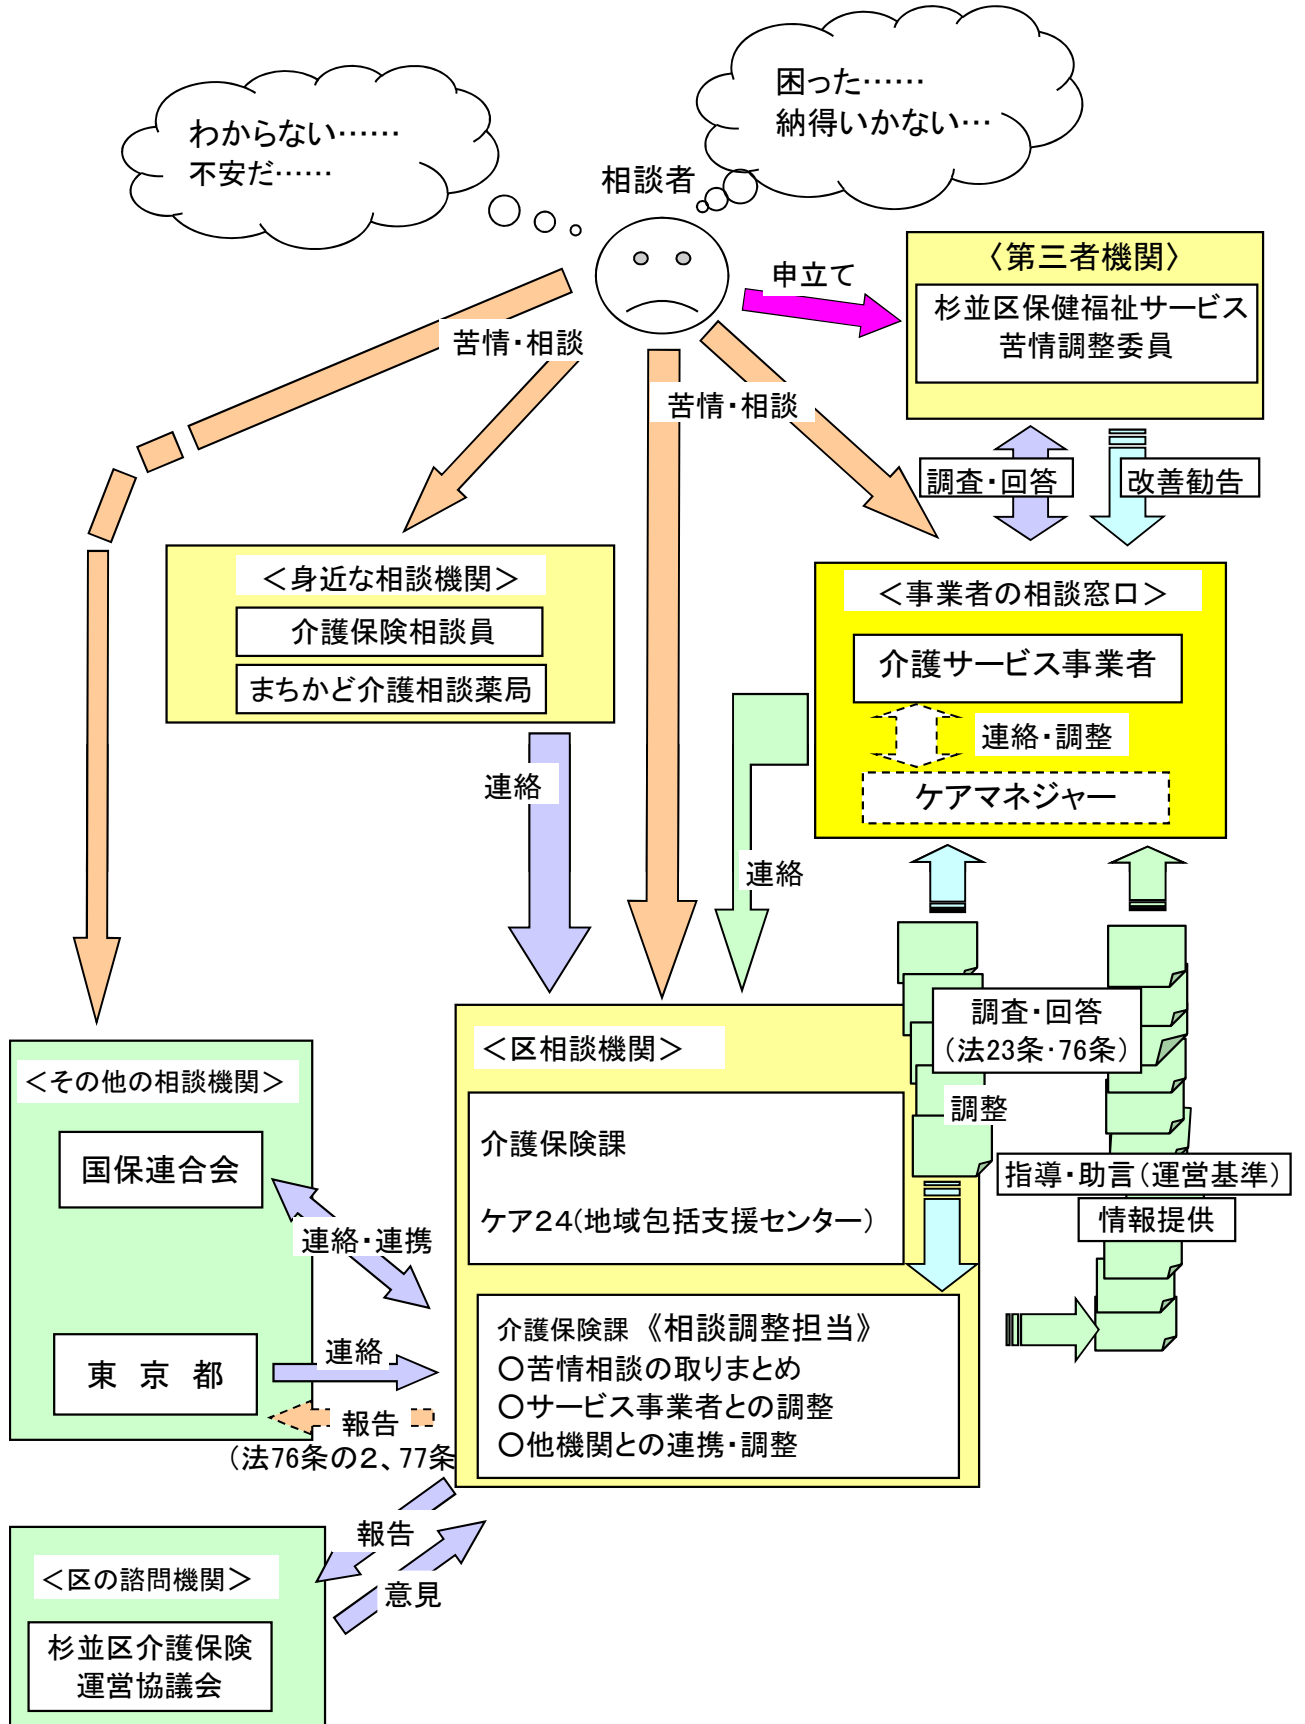 困った……
納得いかない…
わからない……
不安だ……
相談者
〈第三者機関〉
杉並区保健福祉サービス
苦情調整委員
申立て
苦情・相談
苦情・相談
調査・回答
改善勧告
＜身近な相談機関＞
介護保険相談員
まちかど介護相談薬局
＜事業者の相談窓口＞
介護サービス事業者
連絡・調整
ケアマネジャー
連絡
連絡
＜区相談機関＞
介護保険課
ケア２４（地域包括支援センター）
調査・回答
（法23条・76条）
調整
指導・助言（運営基準）
情報提供
＜その他の相談機関＞
国保連合会
連絡・連携
東　京　都
連絡
報告
（法76条の２、77条
介護保険課《相談調整担当》
○苦情相談の取りまとめ
○サービス事業者との調整
○他機関との連携・調整
報告
意見
＜区の諮問機関＞
杉並区介護保険
運営協議会